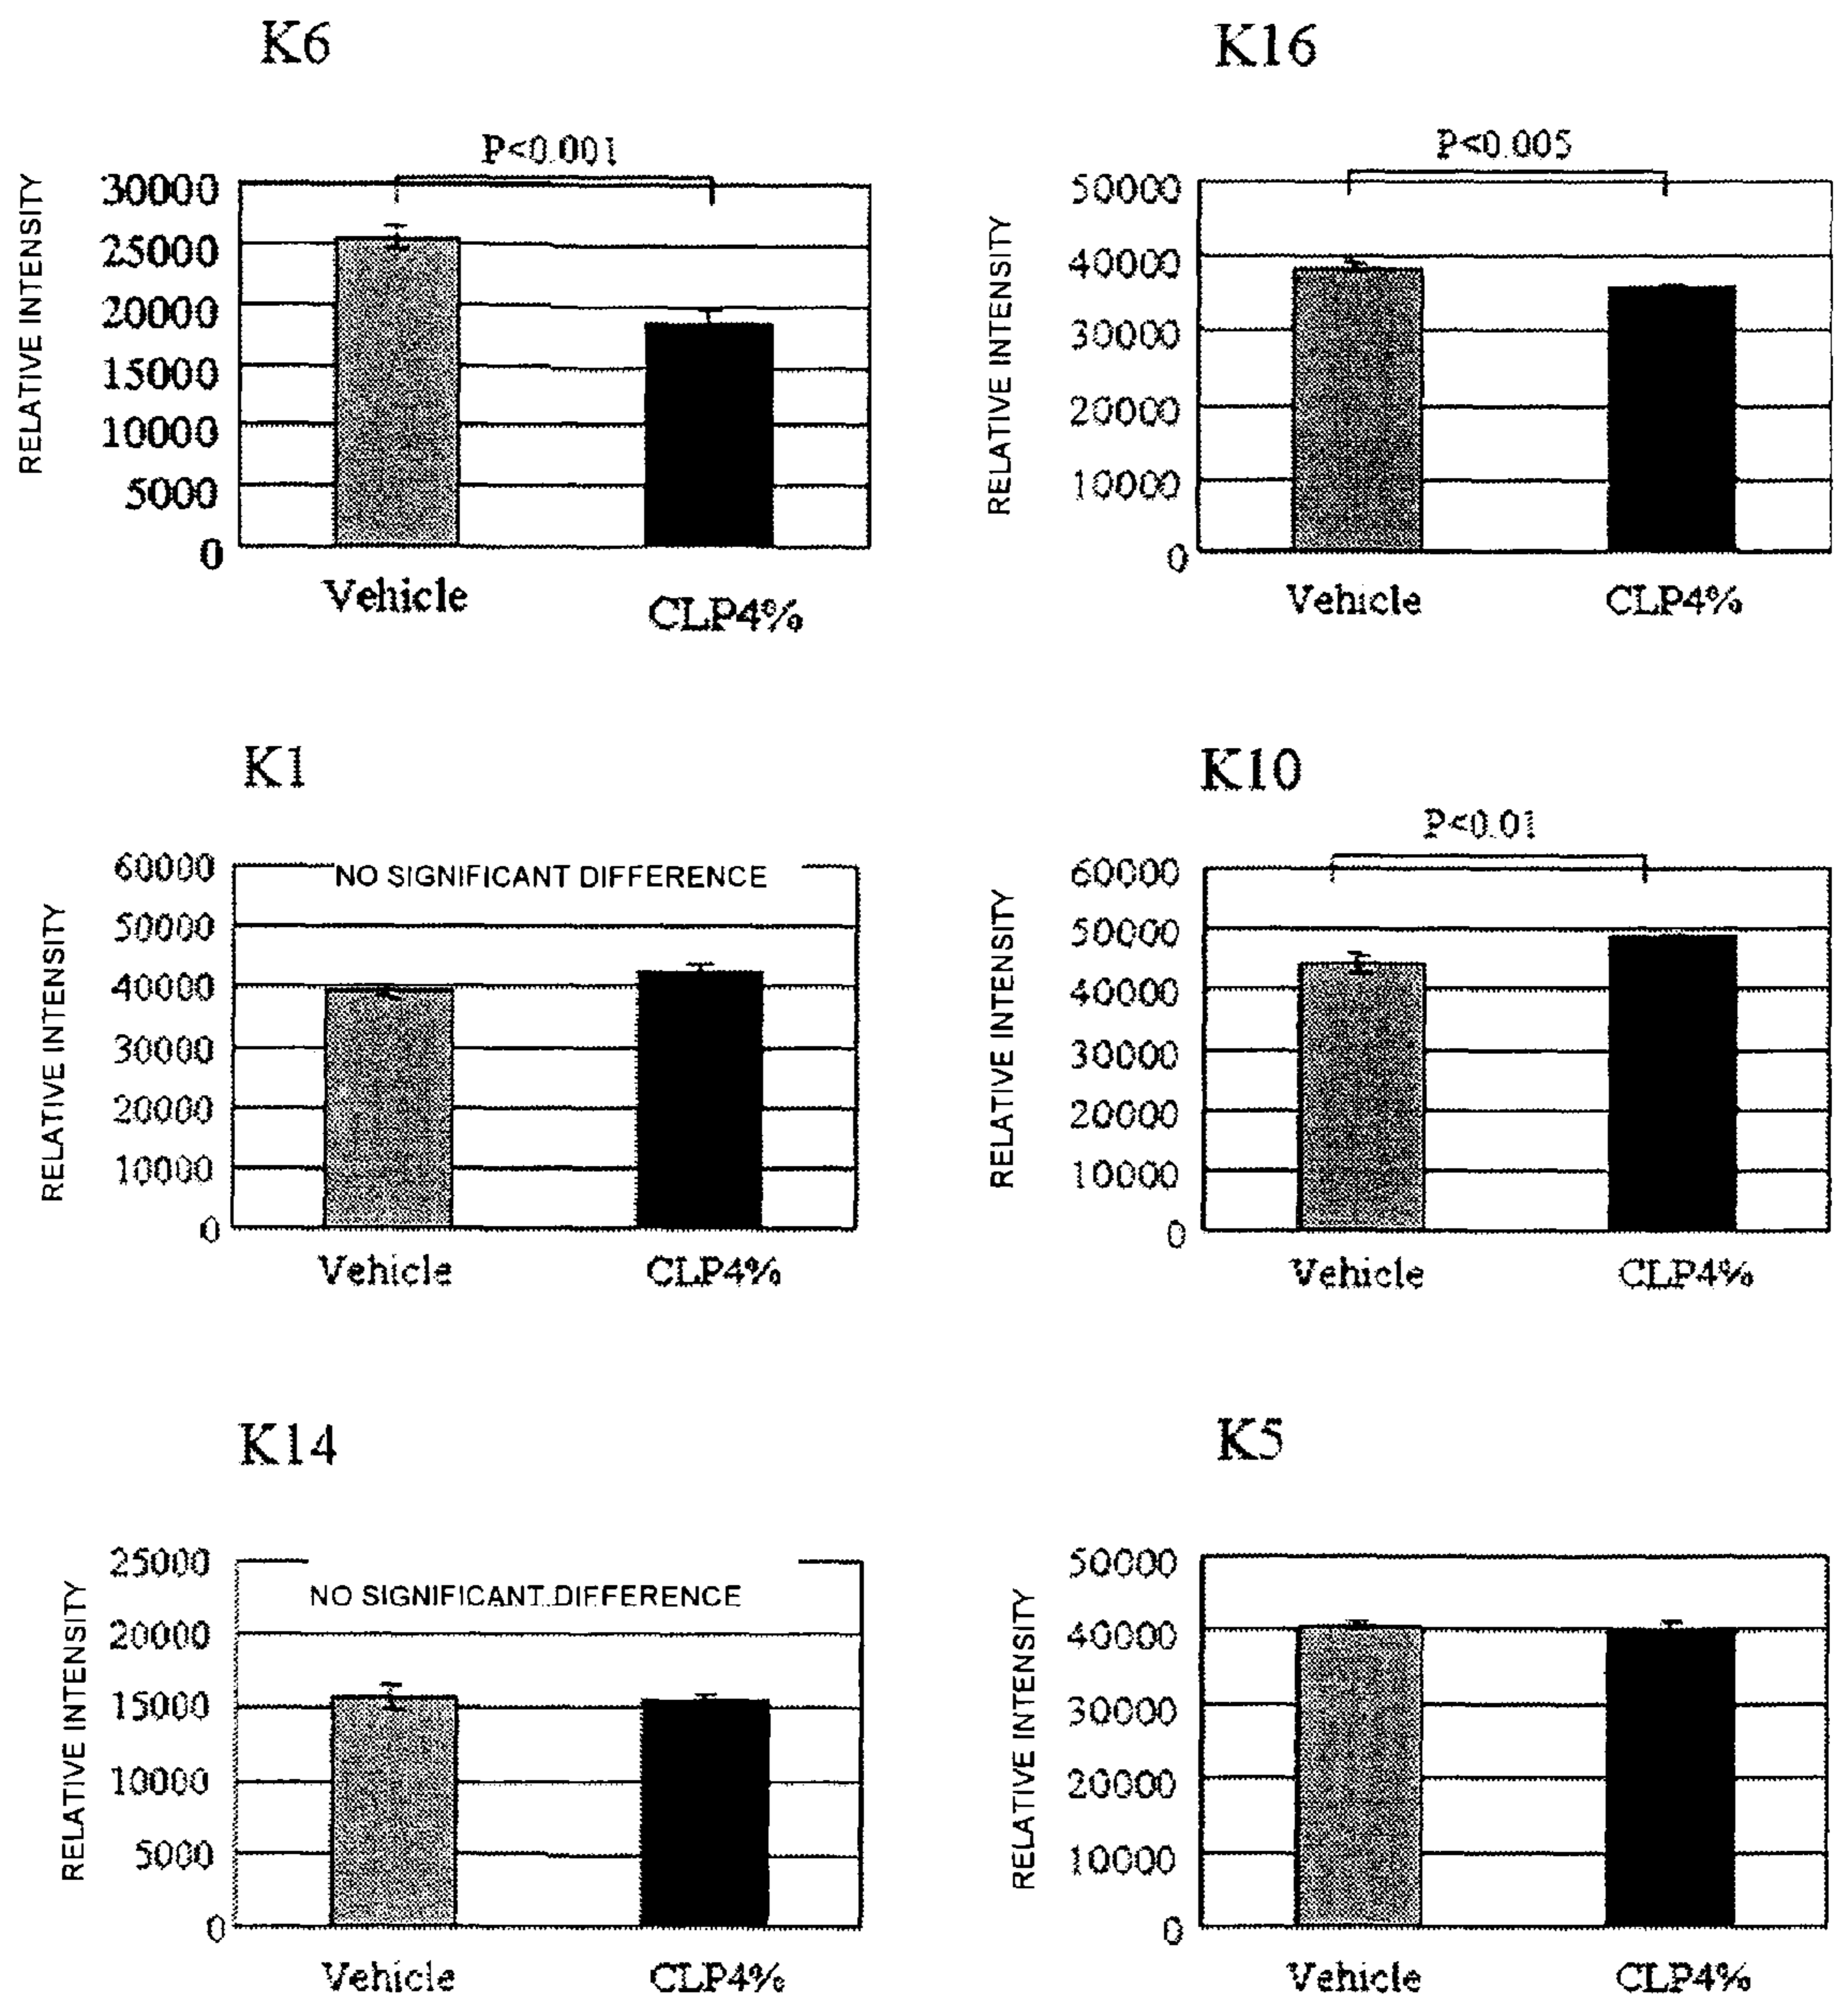 K6
P<0.001
RELATIVE INTENSITY
30000
25000
20000
15000
10000
5000
0
Vehicle
CLP4%
K16
P<0.005
RELATIVE INTENSITY
50000
40000
30000
20000
10000
0
Vehicle
CLP4%
K1
NO SIGNIFICANT DIFFERENCE
RELATIVE INTENSITY
60000
50000
40000
30000
20000
10000
0
Vehicle
CLP4%
K10
P<0.01
RELATIVE INTENSITY
60000
50000
40000
30000
20000
10000
0
Vehicle
CLP4%
K14
NO SIGNIFICANT DIFFERENCE
RELATIVE INTENSITY
25000
20000
15000
10000
5000
0
Vehicle
CLP4%
K5
RELATIVE INTENSITY
50000
40000
30000
20000
10000
0
Vehicle
CLP4%